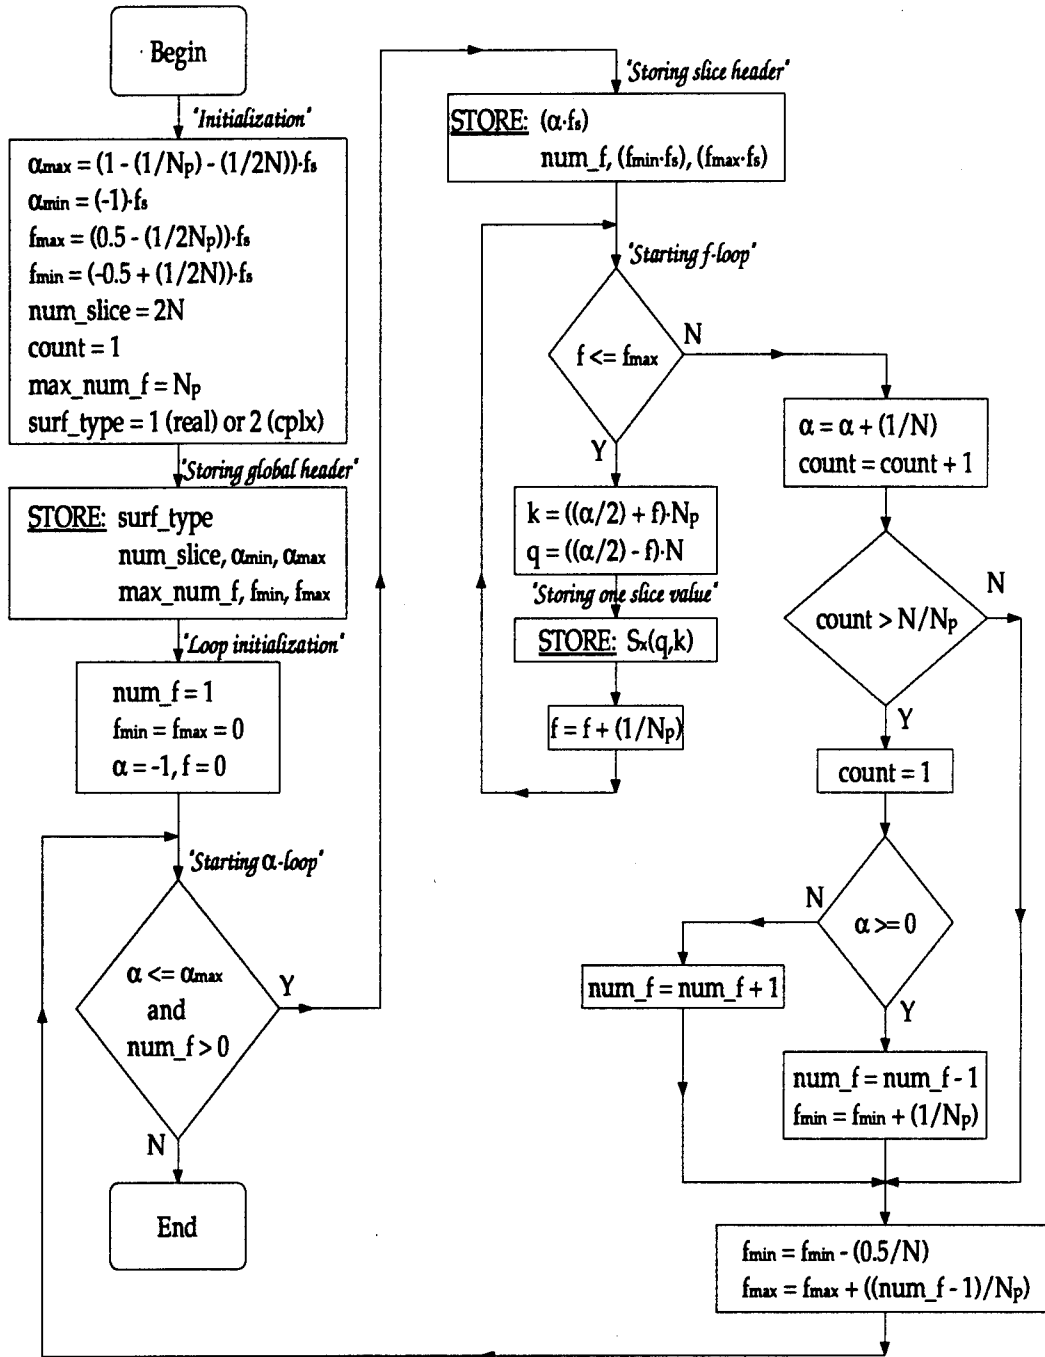 Begin
"Initialization"
αmax = (1 - (1/Np) - (1/2N))·fs
αmin = (-1)·fs
fmax = (0.5 - (1/2Np))·fs
fmin = (-0.5 + (1/2N))·fs
num_slice = 2N
count = 1
max_num_f = Np
surf_type = 1 (real) or 2 (cplx)
"Storing global header"
STORE: surf_type
num_slice, αmin, αmax
max_num_f, fmin, fmax
"Loop initialization"
num_f = 1
fmin = fmax = 0
α = -1, f = 0
"Starting α-loop"
α <= αmax
and
num_f > 0
Y
N
End
"Storing slice header"
STORE: (α·fs)
num_f, (fmin·fs), (fmax·fs)
"Starting f-loop"
f <= fmax
N
Y
k = ((α/2) + f)·Np
q = ((α/2) - f)·N
"Storing one slice value"
STORE: Sx(q,k)
f = f + (1/Np)
α = α + (1/N)
count = count + 1
count > N/Np
N
Y
count = 1
α >= 0
N
Y
num_f = num_f + 1
num_f = num_f - 1
fmin = fmin + (1/Np)
fmin = fmin - (0.5/N)
fmax = fmax + ((num_f - 1)/Np)